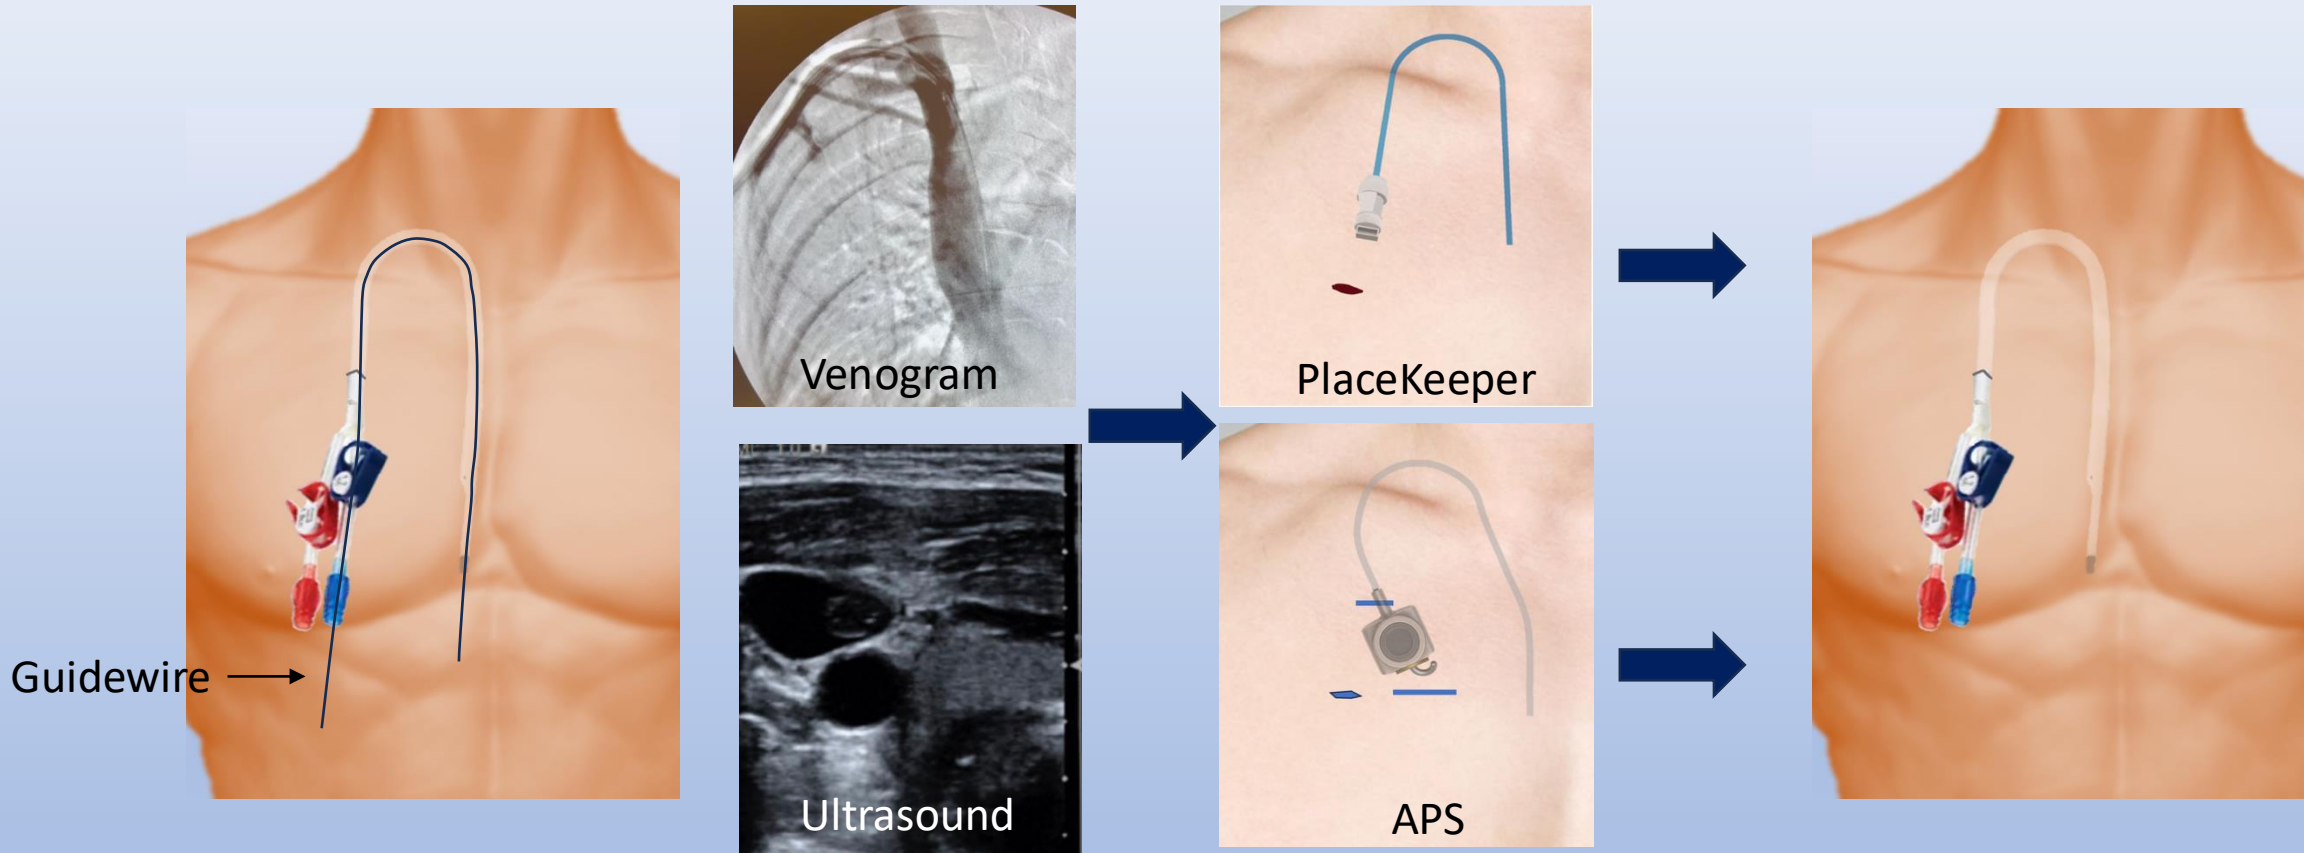 Guidewire
Venogram
Ultrasound
PlaceKeeper
APS